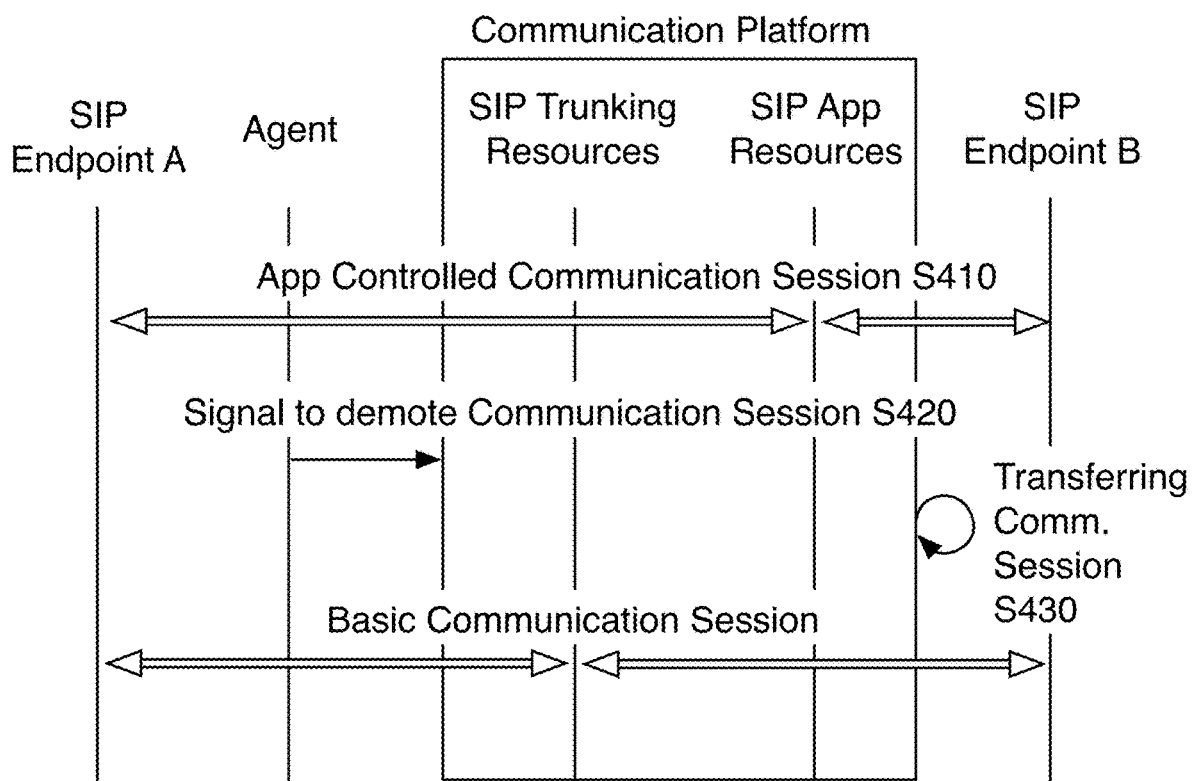 Communication Platform
SIP
Endpoint A
Agent
SIP Trunking
Resources
SIP App
Resources
SIP
Endpoint B
App Controlled Communication Session S410
Signal to demote Communication Session S420
Transferring
Comm.
Session
S430
Basic Communication Session